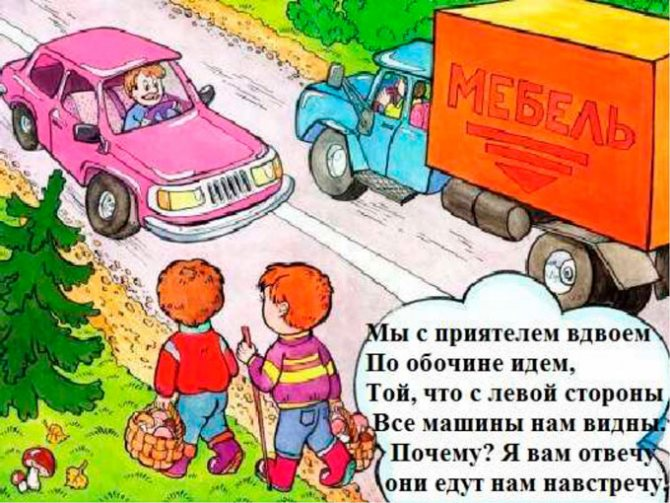 МЕБЕЛЬ
Мы с приятелем вдвоем
По обочине идем,
Той, что с левой стороны
Все машины нам видны.
Почему? Я вам отвечу
они едут нам навстречу.